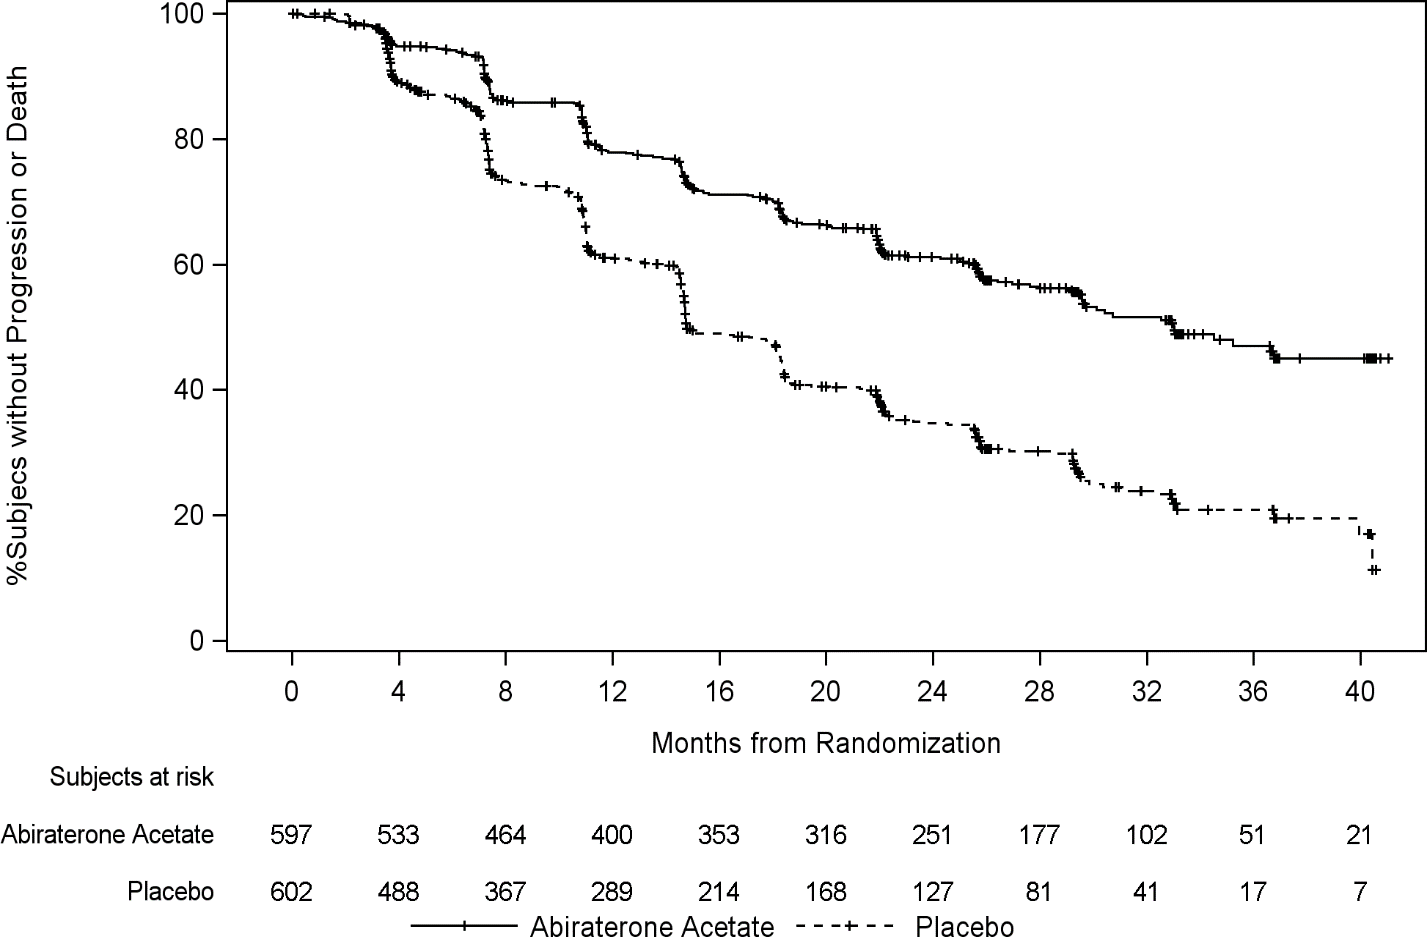 %Subjecs without Progression or Death
100
80
60
40
20
0
0 4 8 12 16 20 24 28 32 36 40
Months from Randomization
Subjects at risk
Abiraterone Acetate 597 533 464 400 353 316 251 177 102 51 21
Placebo 602 488 367 289 214 168 127 81 41 17 7
Abiraterone Acetate Placebo